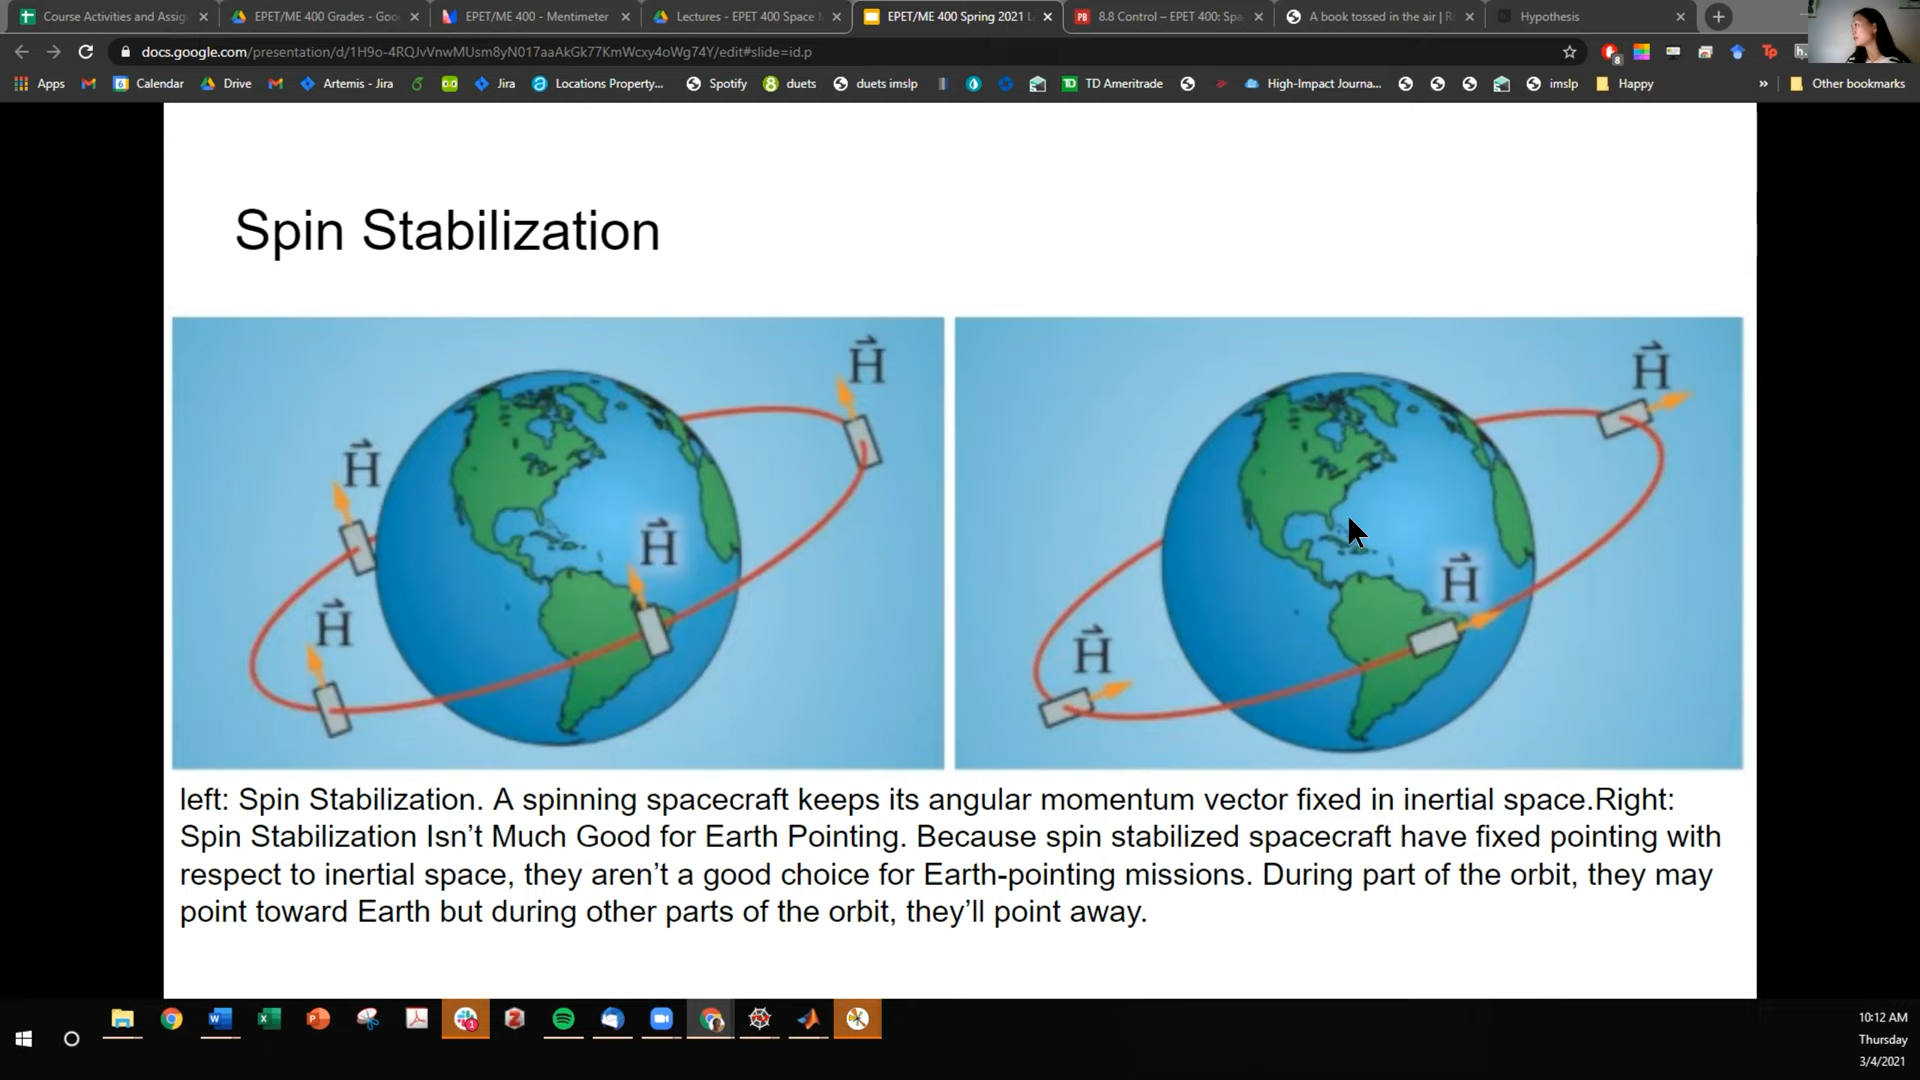 Course Activities and Assig
EPET/ME 400 Grades - Goo
EPET/ME 400 - Mentimeter
Lectures - EPET 400 Space
EPET/ME 400 Spring 2021
8.8 Control – EPET 400: Spa
A book tossed in the air | R
Hypothesis
docs.google.com/presentation/d/1H9o-4RQJvVnwMUsm8yN017aaAkGk77KmWcxy4oWg74Y/edit#slide=id.p
Apps
Calendar
Drive
Artemis - Jira
Jira
Locations Property...
Spotify
duets
duets imslp
TD Ameritrade
High-Impact Journa...
imslp
Happy
»
Other bookmarks
Spin Stabilization
H
H
H
H
H
H
H
left: Spin Stabilization. A spinning spacecraft keeps its angular momentum vector fixed in inertial space.Right:
Spin Stabilization Isn’t Much Good for Earth Pointing. Because spin stabilized spacecraft have fixed pointing with
respect to inertial space, they aren’t a good choice for Earth-pointing missions. During part of the orbit, they may
point toward Earth but during other parts of the orbit, they’ll point away.
10:12 AM
Thursday
3/4/2021